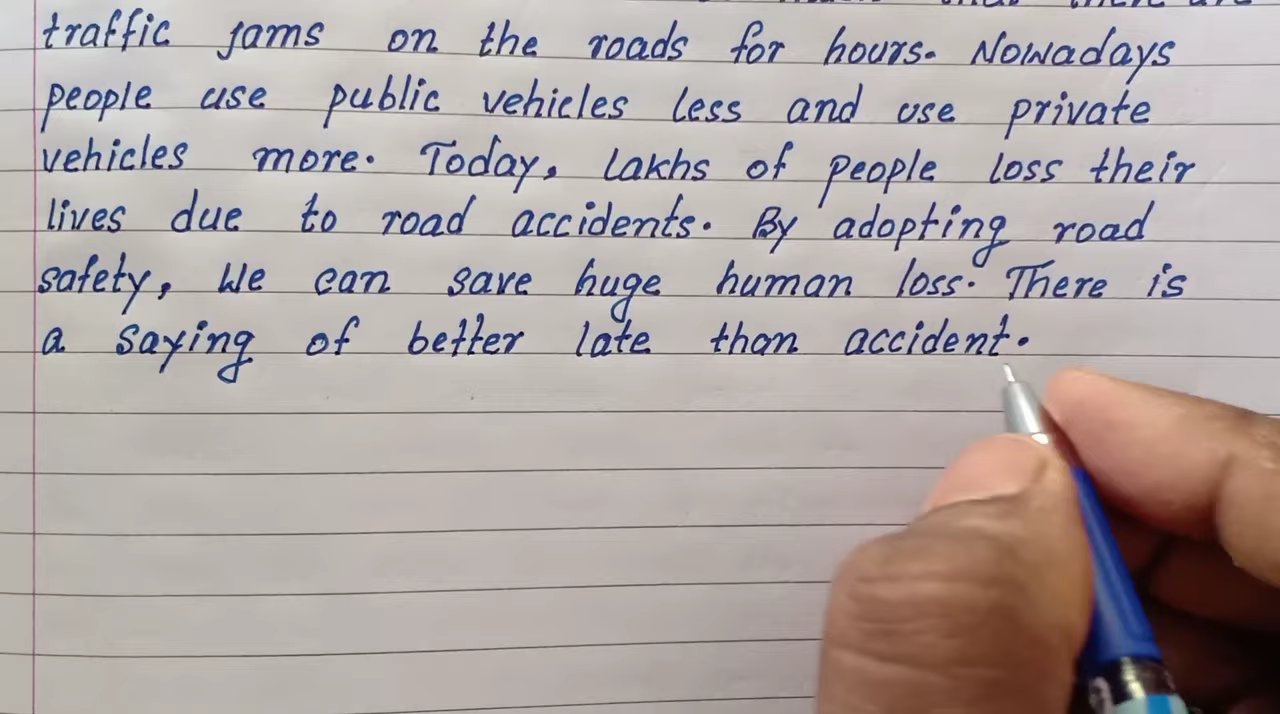 traffic jams on the roads for hours. Nowadays
people use public vehicles less and use private
vehicles more. Today, lakhs of people loss their
lives due to road accidents. By adopting road
safety, We can save huge human loss. There is
a saying of better late than accident.